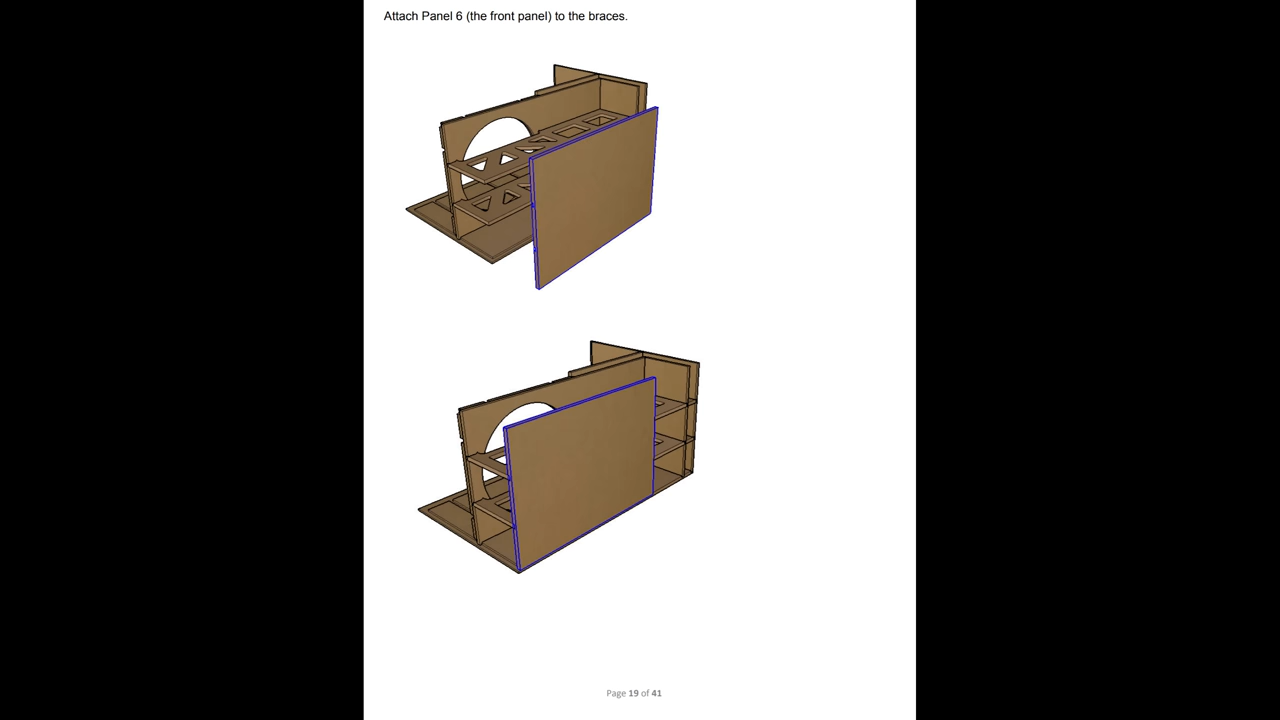 Attach Panel 6 (the front panel) to the braces.
Page 19 of 41